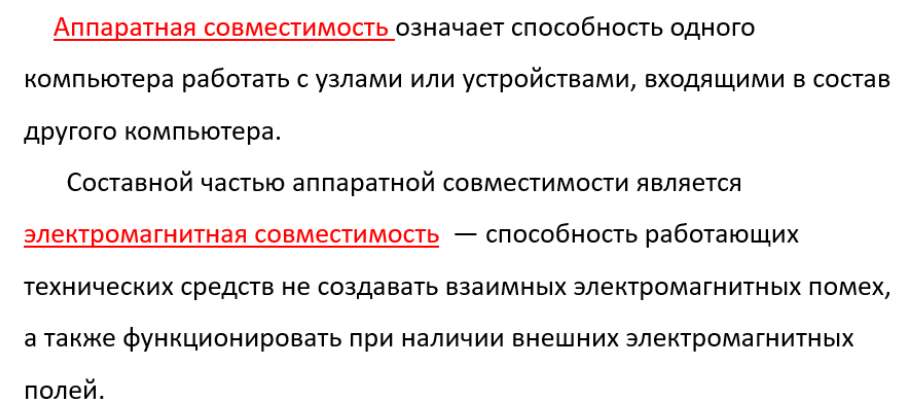 Аппаратная совместимость означает способность одного
компьютера работать с узлами или устройствами, входящими в состав
другого компьютера.
Составной частью аппаратной совместимости является
электромагнитная совместимость — способность работающих
технических средств не создавать взаимных электромагнитных помех,
а также функционировать при наличии внешних электромагнитных
полей.